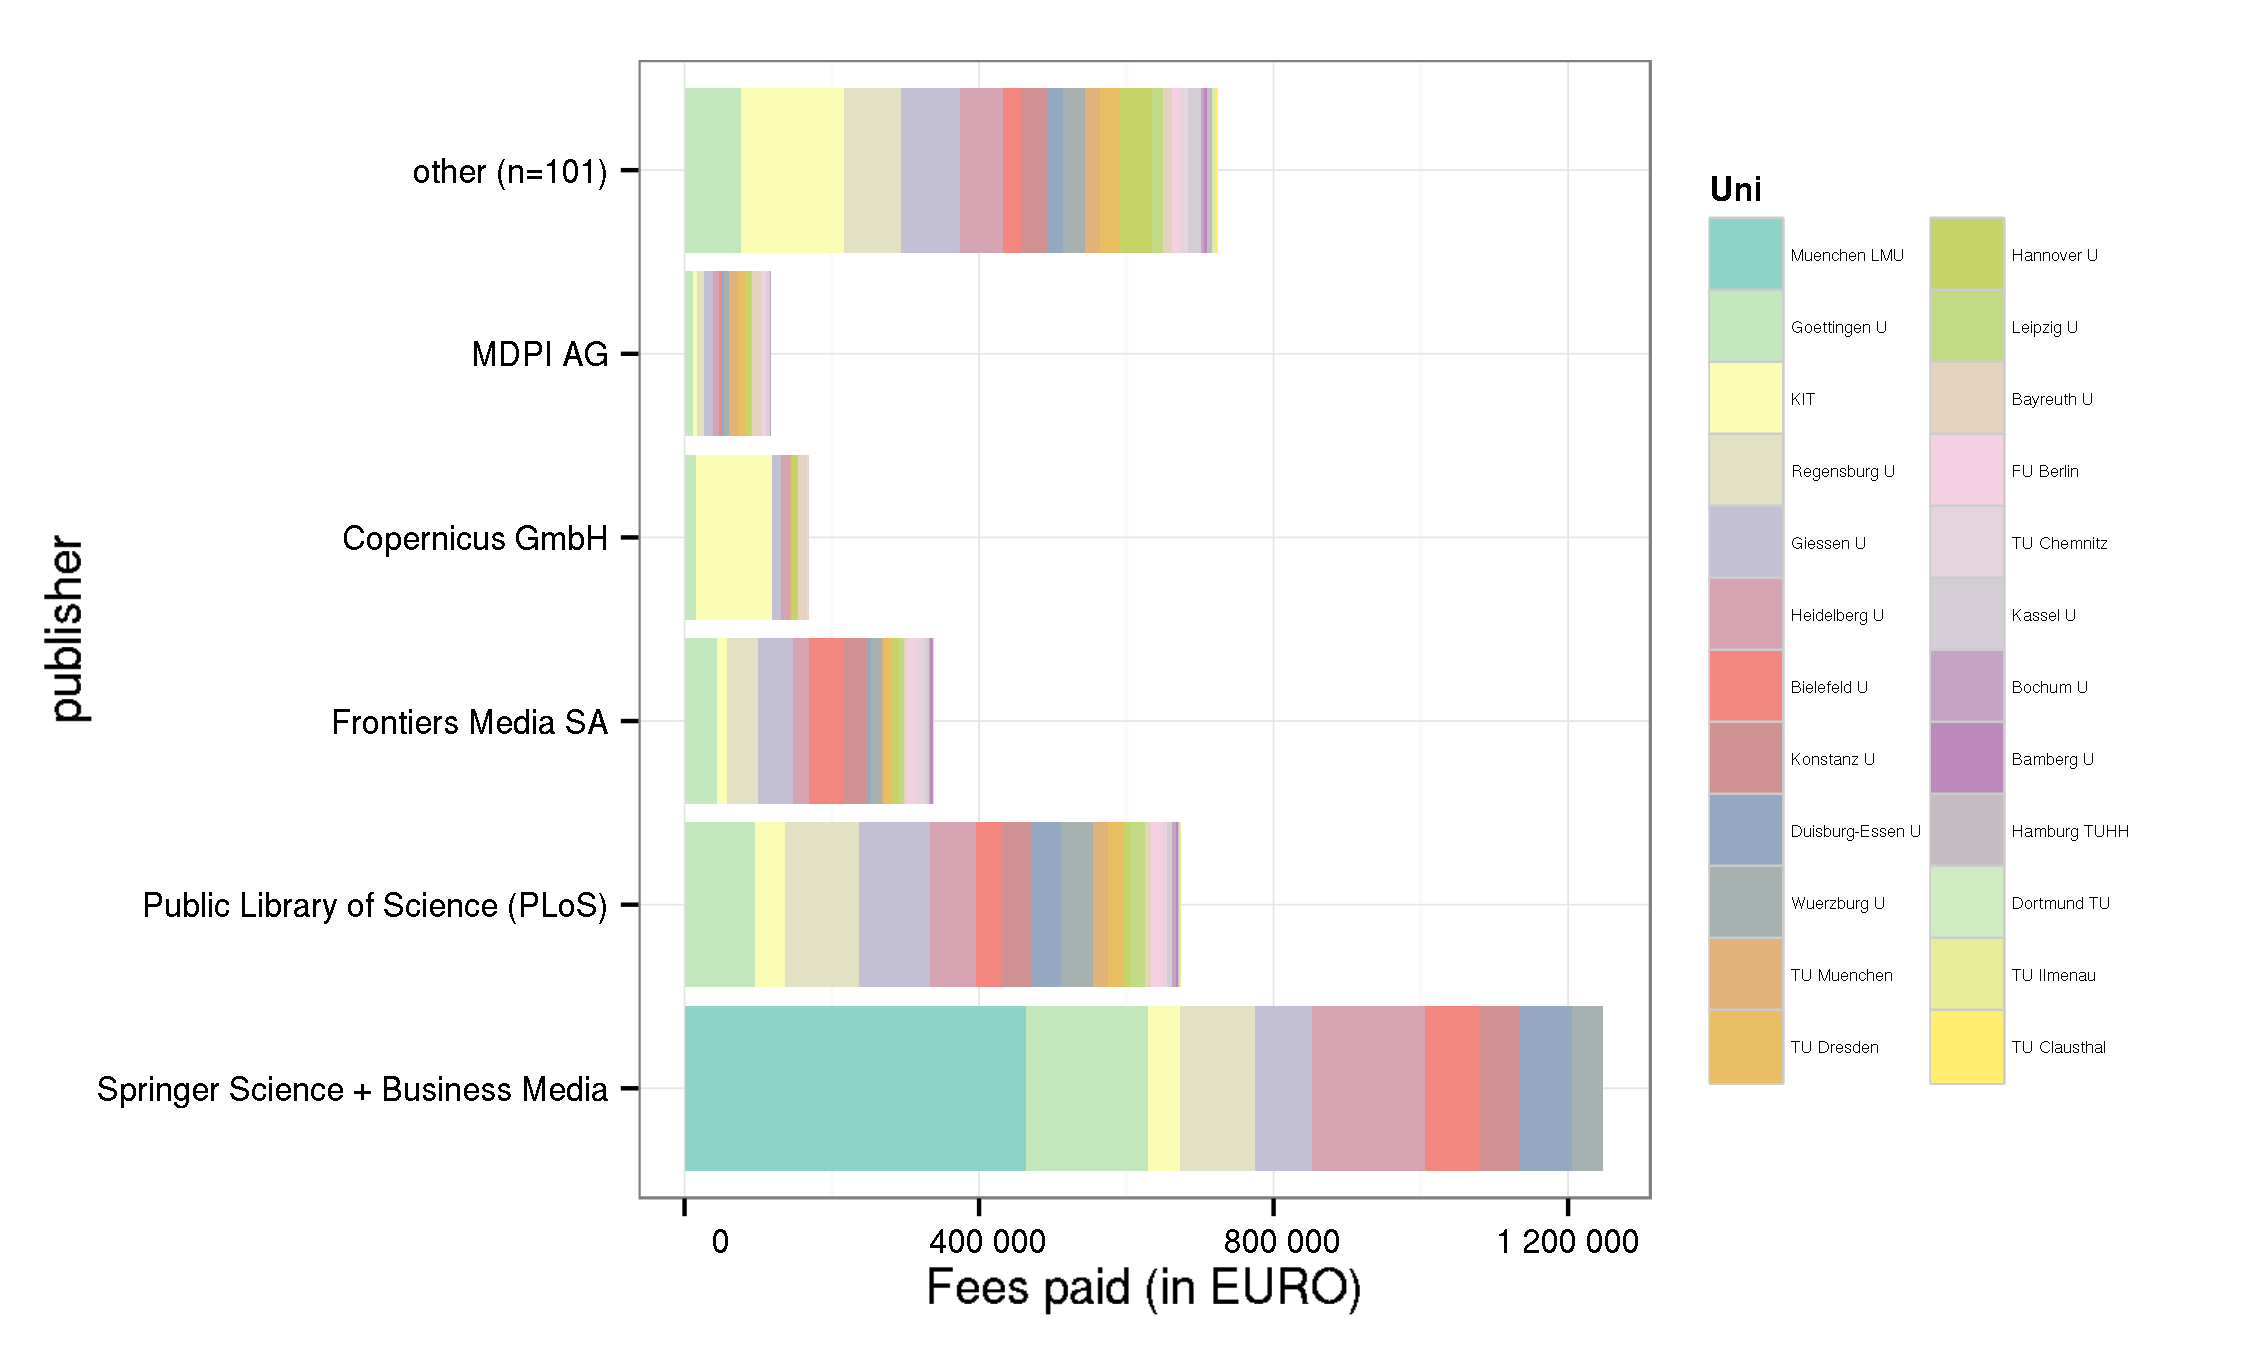 other (n=101)
MDPI AG
Copernicus GmbH
Frontiers Media SA
Public Library of Science (PLoS)
Springer Science + Business Media
publisher
0
400 000
800 000
1 200 000
Fees paid (in EURO)
Uni
Muenchen LMU
Goettingen U
KIT
Regensburg U
Giessen U
Heidelberg U
Bielefeld U
Konstanz U
Duisburg-Essen U
Wuerzburg U
TU Muenchen
TU Dresden
Hannover U
Leipzig U
Bayreuth U
FU Berlin
TU Chemnitz
Kassel U
Bochum U
Bamberg U
Hamburg TUHH
Dortmund TU
TU Ilmenau
TU Clausthal